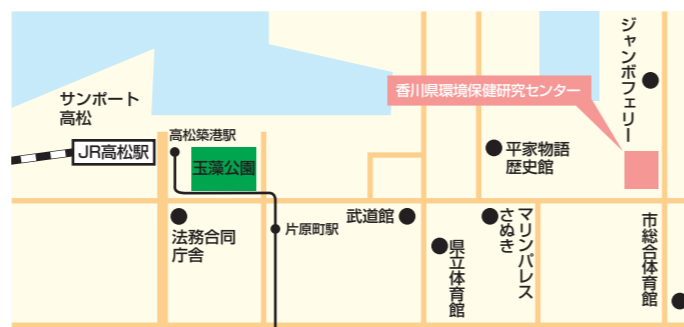 ジャンボフェリー
香川県環境保健研究センター
サンポート
高松
高松築港駅
JR高松駅
玉藻公園
平家物語
歴史館
法務合同
庁舎
片原町駅
武道館
県立体育館
マリンパレス
さぬき
市総合体育館